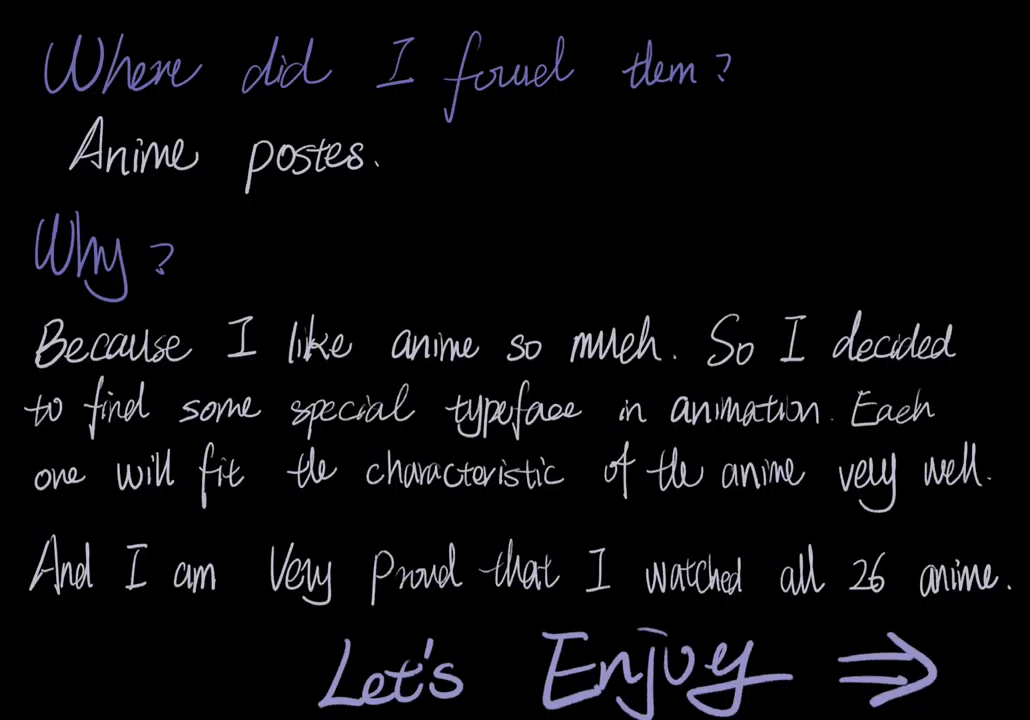 Where did I found them?
Anime postes.
Why?
Because I like anime so much. So I decided
to find some special typeface in animation. Each
one will fit the characteristic of the anime very well.
And I am very proud that I watched all 26 anime.
Let's Enjoy ⇒